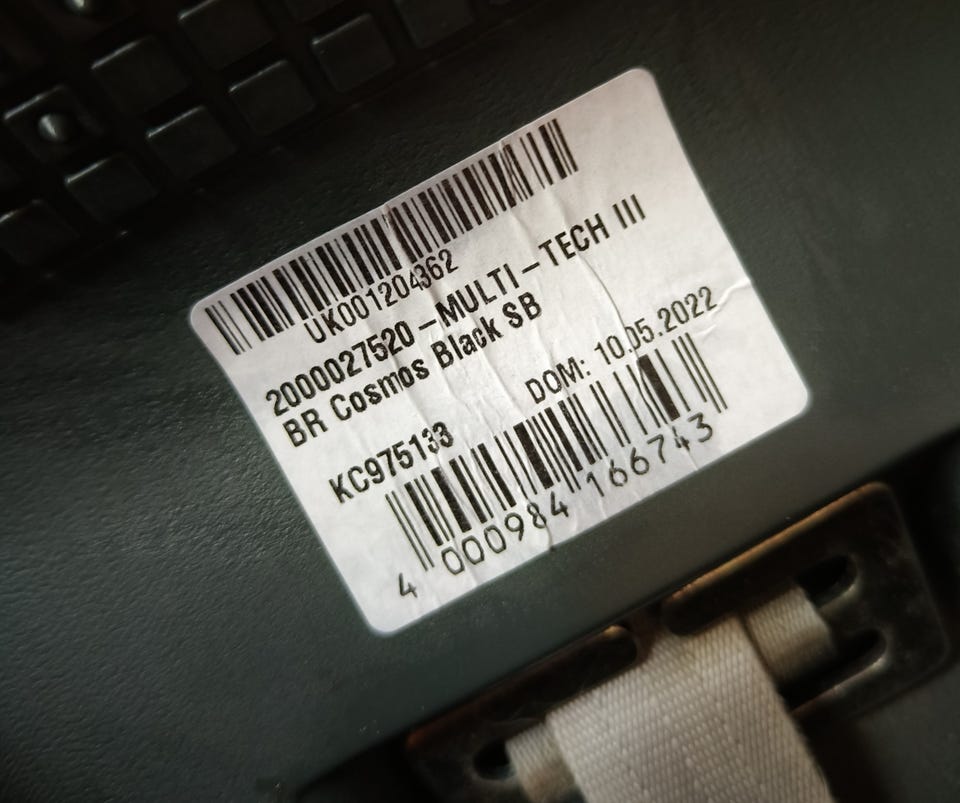 UK001204362
2000027520 – MULTI – TECH III
BR Cosmos Black SB
DOM: 10.05.2022
KC975133
4 000984 166743